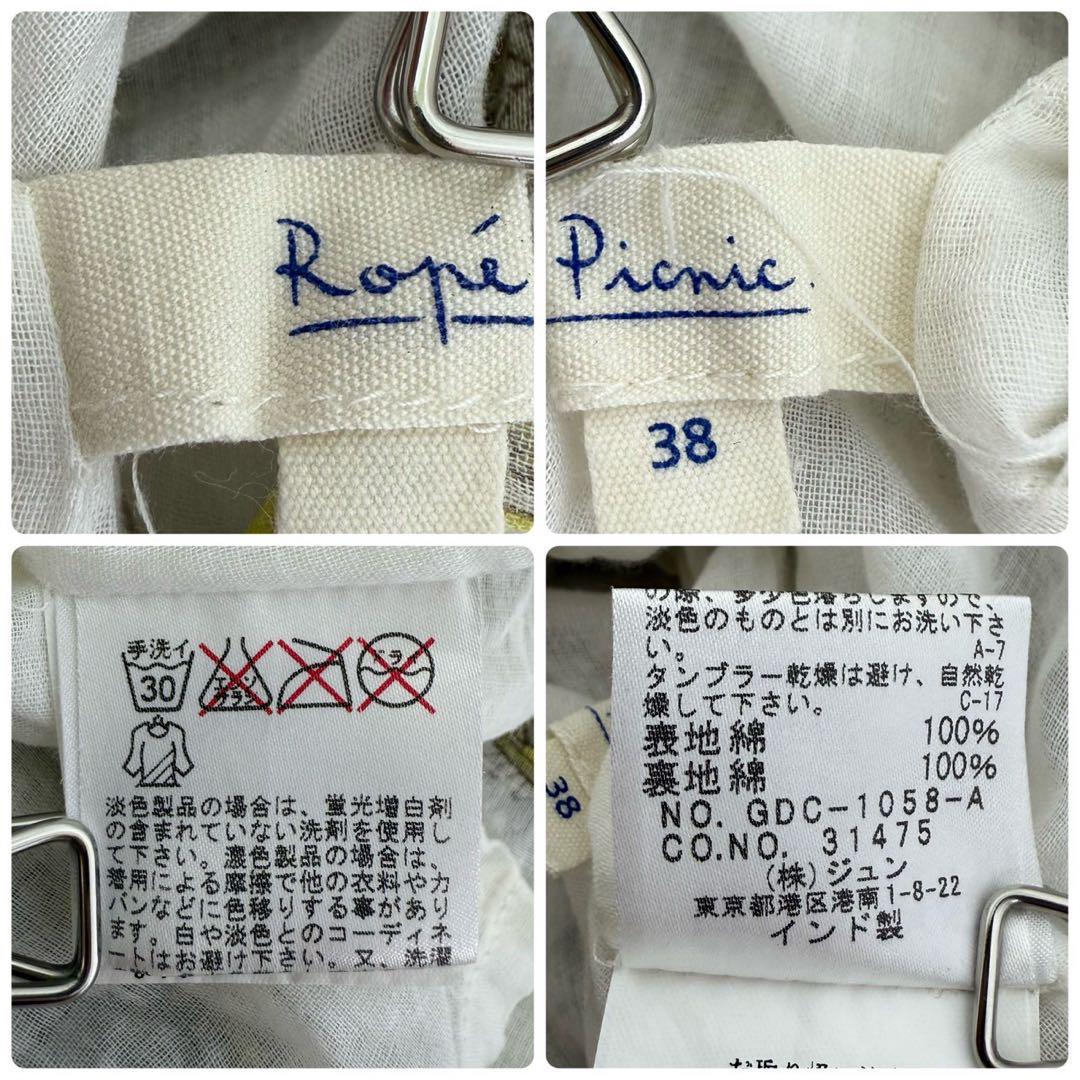 Ropé Picnic.
38
手洗イ
30
淡色製品の場合は、蛍光増白剤
の含まれていない洗剤を使用し
て下さい。濃色製品の場合は、
着用による摩擦で他の衣料やカ
バンなどに色移りする事があり
ます。白や淡色とのコーディネ
ートはお避け下さい。又、洗濯
の際、多少色落ちしますので、
淡色のものとは別にお洗い下さ
い。 A-7
タンブラー乾燥は避け、自然乾
燥して下さい。 C-17
表地綿 100%
裏地綿 100%
NO. GDC-1058-A
CO.NO. 31475
(株)ジュン
東京都港区港南1-8-22
インド製
38